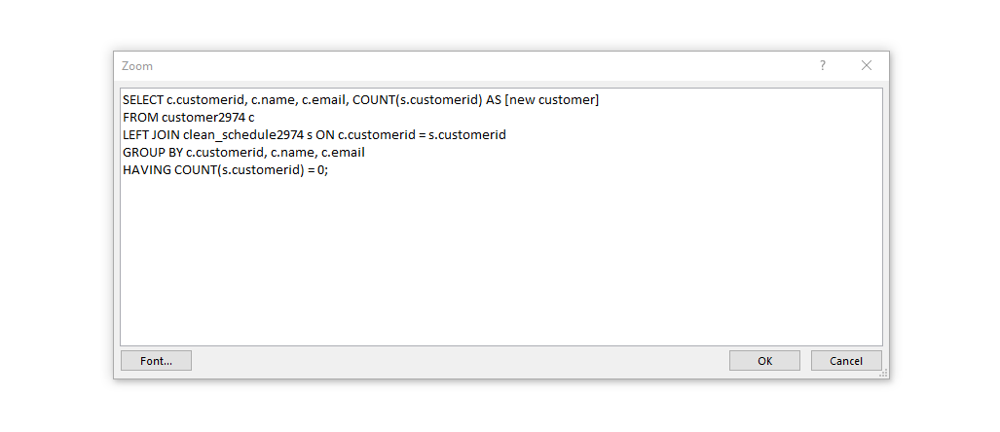 Zoom
?
SELECT c.customerid, c.name, c.email, COUNT(s.customerid) AS [new customer]
FROM customer2974 c
LEFT JOIN clean_schedule2974 s ON c.customerid = s.customerid
GROUP BY c.customerid, c.name, c.email
HAVING COUNT(s.customerid) = 0;
Font...
OK
Cancel